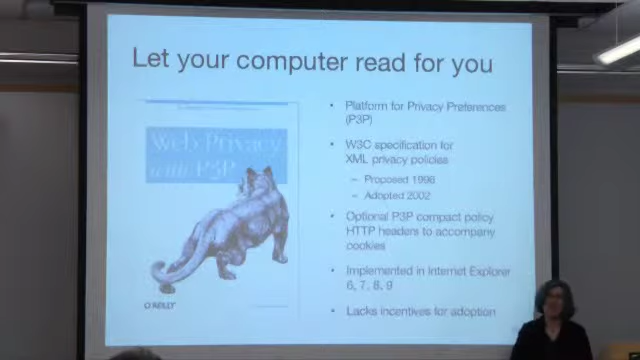 Let your computer read for you
Web Privacy
with P3P
O'REILLY
• Platform for Privacy Preferences
(P3P)
• W3C specification for
XML privacy policies
– Proposed 1996
– Adopted 2002
• Optional P3P compact policy
HTTP headers to accompany
cookies
• Implemented in Internet Explorer
6, 7, 8, 9
• Lacks incentives for adoption